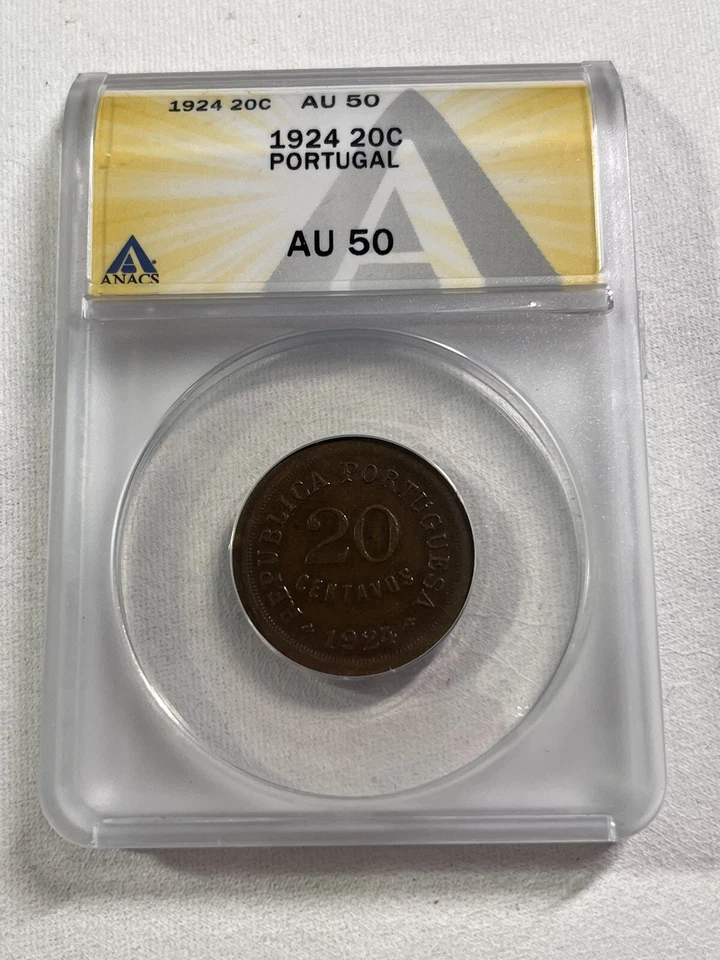 1924 20C AU 50
1924 20C
PORTUGAL
AU 50
ANACS
REPUBLICA PORTUGUESA
20
CENTAVOS
1924